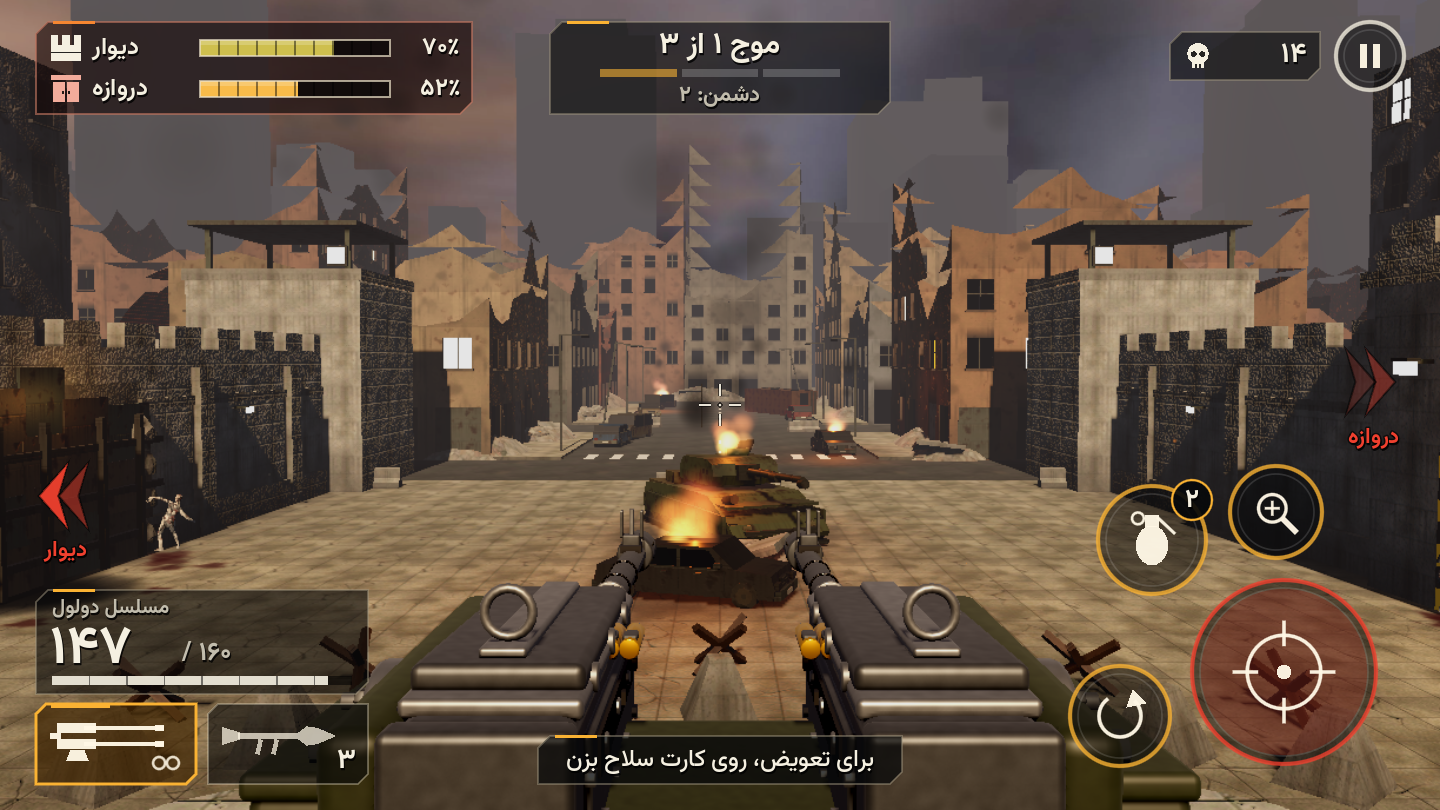 دیوار ۷۰٪
دروازه ۵۲٪
موج ۱ از ۳
دشمن: ۲
۱۴
دروازه
دیوار
۲
مسلسل دولول
۱۴۷ / ۱۶۰
∞
۳
برای تعویض، روی کارت سلاح بزن